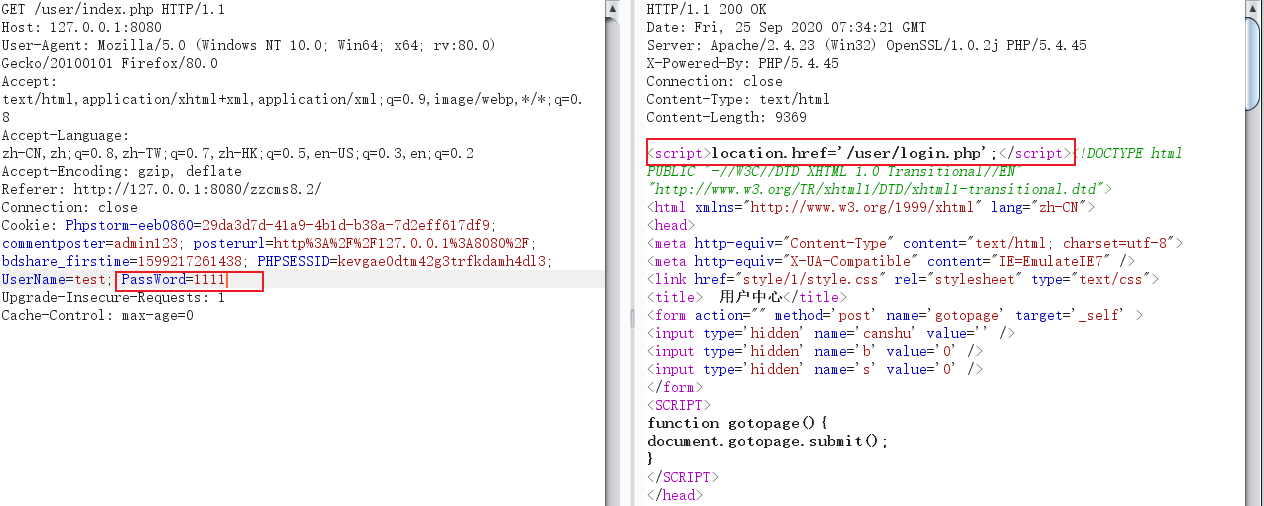 GET /user/index.php HTTP/1.1
Host: 127.0.0.1:8080
User-Agent: Mozilla/5.0 (Windows NT 10.0; Win64; x64; rv:80.0)
Gecko/20100101 Firefox/80.0
Accept:
text/html,application/xhtml+xml,application/xml;q=0.9,image/webp,*/*;q=0.
8
Accept-Language:
zh-CN,zh;q=0.8,zh-TW;q=0.7,zh-HK;q=0.5,en-US;q=0.3,en;q=0.2
Accept-Encoding: gzip, deflate
Referer: http://127.0.0.1:8080/zzcms8.2/
Connection: close
Cookie: Phpstorm-eeb0860=29da3d7d-41a9-4b1d-b38a-7d2eff617df9;
commentposter=admin123; posterurl=http%3A%2F%2F127.0.0.1%3A8080%2F;
bdshare_firstime=1599217261438; PHPSESSID=kevgae0dtm42g3trfkdamh4dl3;
UserName=test; PassWord=1111
Upgrade-Insecure-Requests: 1
Cache-Control: max-age=0
HTTP/1.1 200 OK
Date: Fri, 25 Sep 2020 07:34:21 GMT
Server: Apache/2.4.23 (Win32) OpenSSL/1.0.2j PHP/5.4.45
X-Powered-By: PHP/5.4.45
Connection: close
Content-Type: text/html
Content-Length: 9369
<script>location.href='/user/login.php';</script><!DOCTYPE html
PUBLIC "-//W3C//DTD XHTML 1.0 Transitional//EN"
"http://www.w3.org/TR/xhtml1/DTD/xhtml1-transitional.dtd">
<html xmlns="http://www.w3.org/1999/xhtml" lang="zh-CN">
<head>
<meta http-equiv="Content-Type" content="text/html; charset=utf-8">
<meta http-equiv="X-UA-Compatible" content="IE=EmulateIE7" />
<link href="style/1/style.css" rel="stylesheet" type="text/css">
<title> 用户中心</title>
<form action="" method='post' name='gotopage' target='_self' >
<input type='hidden' name='canshu' value='' />
<input type='hidden' name='b' value='0' />
<input type='hidden' name='s' value='0' />
</form>
<SCRIPT>
function gotopage(){
document.gotopage.submit();
}
</SCRIPT>
</head>